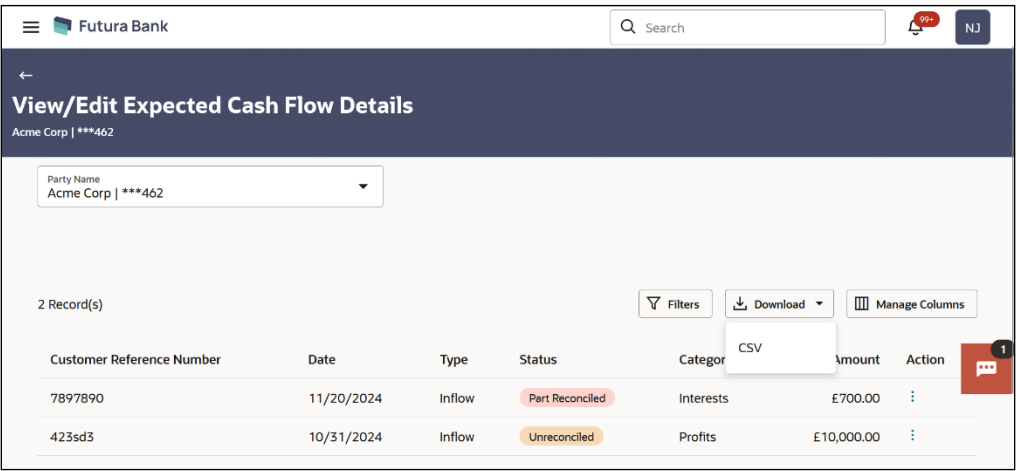 Futura Bank
Search
99+
NJ
View/Edit Expected Cash Flow Details
Acme Corp | ***462
Party Name
Acme Corp | ***462
2 Record(s)
Filters
Download
Manage Columns
CSV
Customer Reference Number Date Type Status Categor Amount Action
1
7897890 11/20/2024 Inflow Part Reconciled Interests £700.00
423sd3 10/31/2024 Inflow Unreconciled Profits £10,000.00